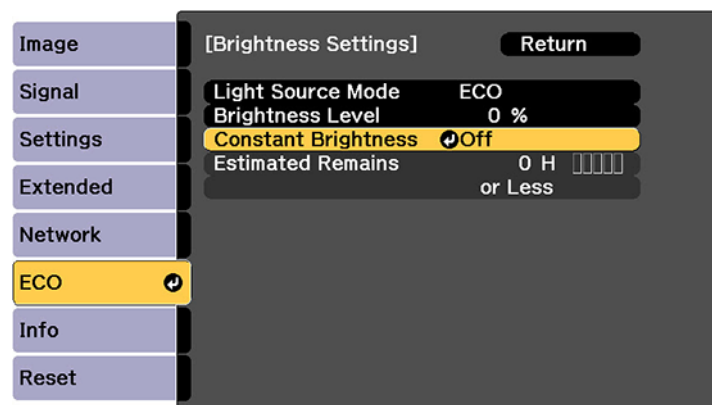 Image
Signal
Settings
Extended
Network
ECO
Info
Reset
[Brightness Settings] Return
Light Source Mode ECO
Brightness Level 0 %
Constant Brightness Off
Estimated Remains 0 H
or Less